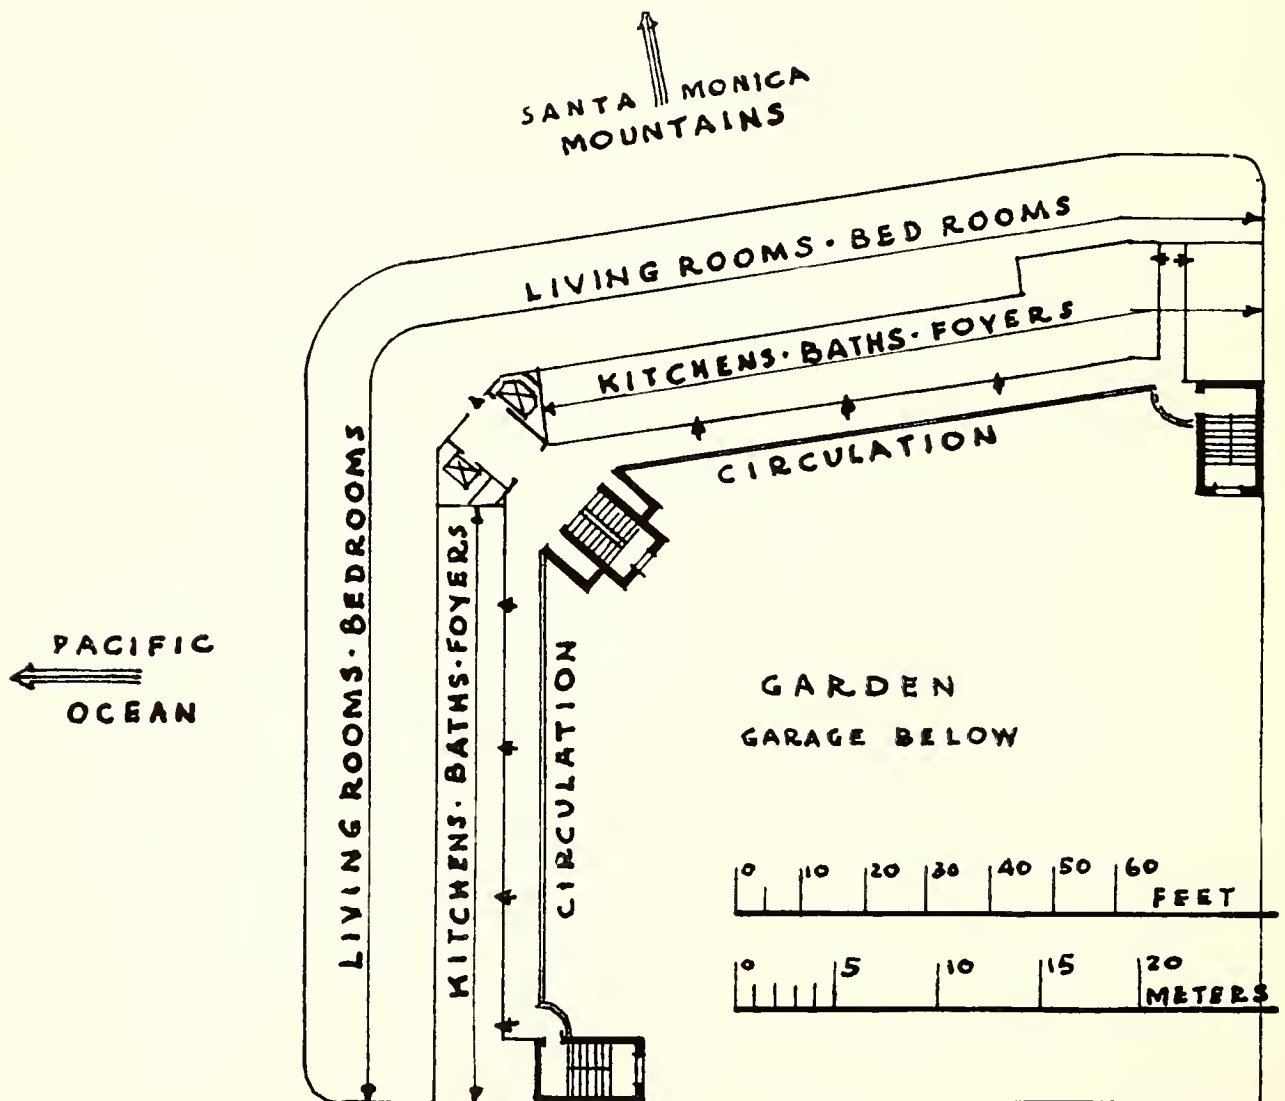 SANTA MONICA
MOUNTAINS
LIVING ROOMS · BED ROOMS
KITCHENS · BATHS · FOYERS
CIRCULATION
LIVING ROOMS · BEDROOMS
KITCHENS · BATHS · FOYERS
CIRCULATION
PACIFIC
OCEAN
GARDEN
GARAGE BELOW
0 10 20 30 40 50 60
FEET
0 5 10 15 20
METERS